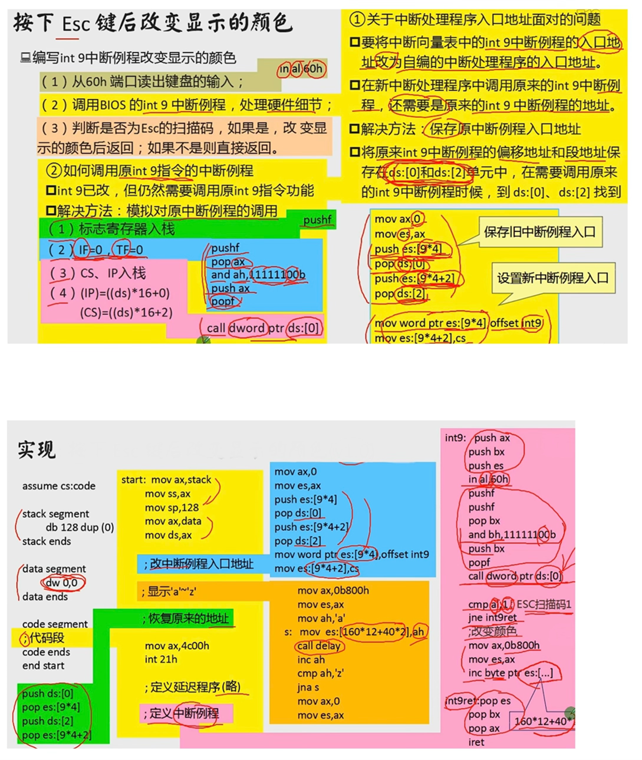 按下 Esc 键后改变显示的颜色
编写int 9中断例程改变显示的颜色
in al,60h
（1）从60h 端口读出键盘的输入；
（2）调用BIOS 的int 9 中断例程，处理硬件细节；
（3）判断是否为Esc的扫描码，如果是，改 变显
示的颜色后返回；如果不是则直接返回。
②如何调用原int 9指令的中断例程
int 9已改，但仍然需要调用原int 9指令功能
解决方法：模拟对原中断例程的调用
pushf
（1）标志寄存器入栈
（2）IF=0，TF=0
（3）CS、IP入栈
（4）(IP)=((ds)*16+0)
(CS)=((ds)*16+2)
pushf
pop ax
and ah,11111100b
push ax
popf
call dword ptr ds:[0]
①关于中断处理程序入口地址面对的问题
要将中断向量表中的int 9中断例程的入口地
址改为自编的中断处理程序的入口地址。
在新中断处理程序中调用原来的int 9中断例
程，还需要是原来的int 9中断例程的地址。
解决方法：保存原中断例程入口地址
将原来int 9中断例程的偏移地址和段地址保
存在ds:[0]和ds:[2]单元中，在需要调用原来
的int 9中断例程时候，到 ds:[0]、ds:[2] 找到
mov ax,0
mov es,ax
push es:[9*4]
pop ds:[0]
push es:[9*4+2]
pop ds:[2]
保存旧中断例程入口
设置新中断例程入口
mov word ptr es:[9*4],offset int9
mov es:[9*4+2],cs
实现
assume cs:code
stack segment
db 128 dup (0)
stack ends
data segment
dw 0,0
data ends
code segment
;代码段
code ends
end start
push ds:[0]
pop es:[9*4]
push ds:[2]
pop es:[9*4+2]
start: mov ax,stack
mov ss,ax
mov sp,128
mov ax,data
mov ds,ax
; 改中断例程入口地址
; 显示'a'~'z'
; 恢复原来的地址
mov ax,4c00h
int 21h
; 定义延迟程序 (略)
; 定义中断例程
mov ax,0
mov es,ax
push es:[9*4]
pop ds:[0]
push es:[9*4+2]
pop ds:[2]
mov word ptr es:[9*4],offset int9
mov es:[9*4+2],cs
mov ax,0b800h
mov es,ax
mov ah,'a'
s: mov es:[160*12+40*2],ah
call delay
inc ah
cmp ah,'z'
jna s
mov ax,0
mov es,ax
int9: push ax
push bx
push es
in al,60h
pushf
pushf
pop bx
and bh,11111100b
push bx
popf
call dword ptr ds:[0]
cmp al,1 ; ESC扫描码1
jne int9ret
;改变颜色
mov ax,0b800h
mov es,ax
inc byte ptr es:[...]
int9ret:pop es
pop bx
pop ax
iret
160*12+40*